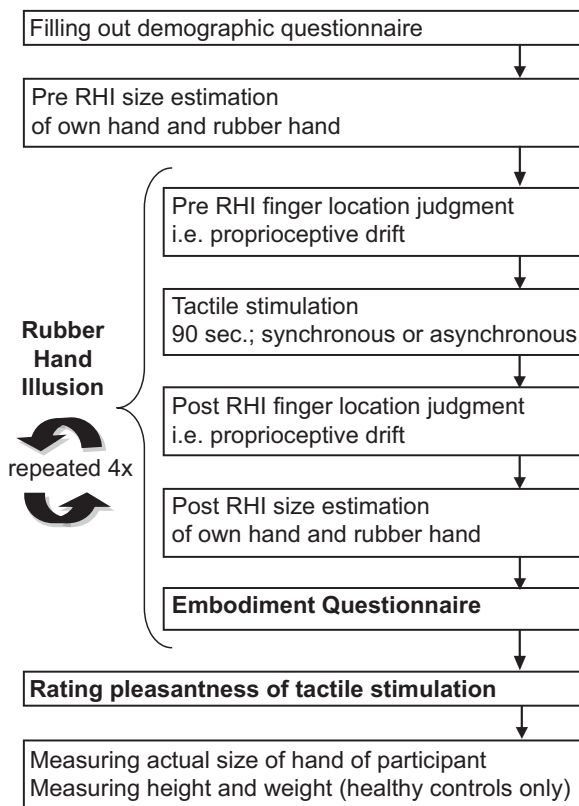 Filling out demographic questionnaire
Pre RHI size estimation
of own hand and rubber hand
Rubber
Hand
Illusion
repeated 4x
Pre RHI finger location judgment
i.e. proprioceptive drift
Tactile stimulation
90 sec.; synchronous or asynchronous
Post RHI finger location judgment
i.e. proprioceptive drift
Post RHI size estimation
of own hand and rubber hand
Embodiment Questionnaire
Rating pleasantness of tactile stimulation
Measuring actual size of hand of participant
Measuring height and weight (healthy controls only)